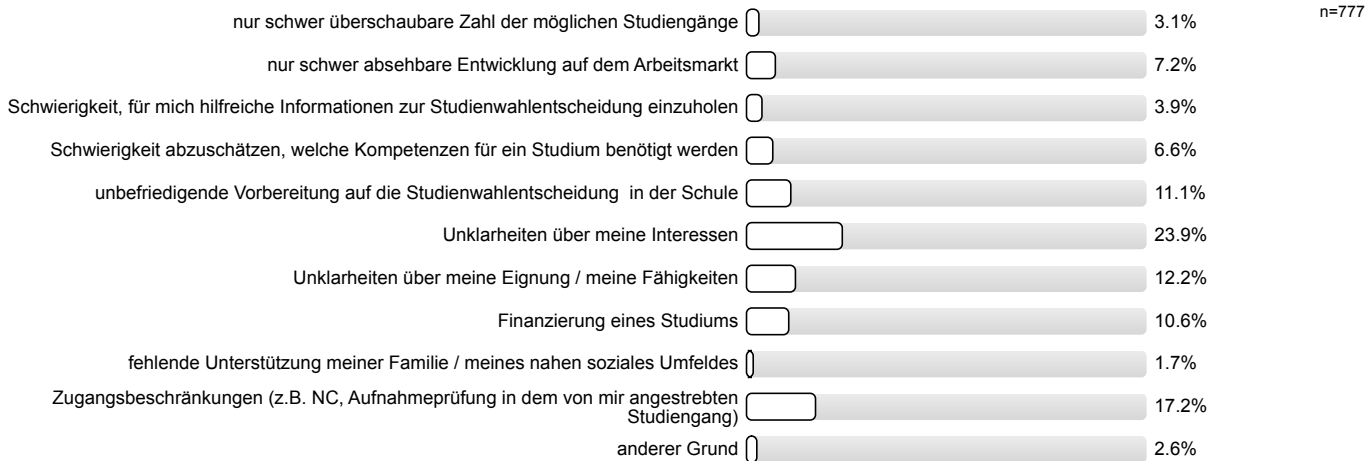 nur schwer überschaubare Zahl der möglichen Studiengänge 3.1% n=777
nur schwer absehbare Entwicklung auf dem Arbeitsmarkt 7.2%
Schwierigkeit, für mich hilfreiche Informationen zur Studienwahlentscheidung einzuholen 3.9%
Schwierigkeit abzuschätzen, welche Kompetenzen für ein Studium benötigt werden 6.6%
unbefriedigende Vorbereitung auf die Studienwahlentscheidung  in der Schule 11.1%
Unklarheiten über meine Interessen 23.9%
Unklarheiten über meine Eignung / meine Fähigkeiten 12.2%
Finanzierung eines Studiums 10.6%
fehlende Unterstützung meiner Familie / meines nahen soziales Umfeldes 1.7%
Zugangsbeschränkungen (z.B. NC, Aufnahmeprüfung in dem von mir angestrebten
Studiengang) 17.2%
anderer Grund 2.6%